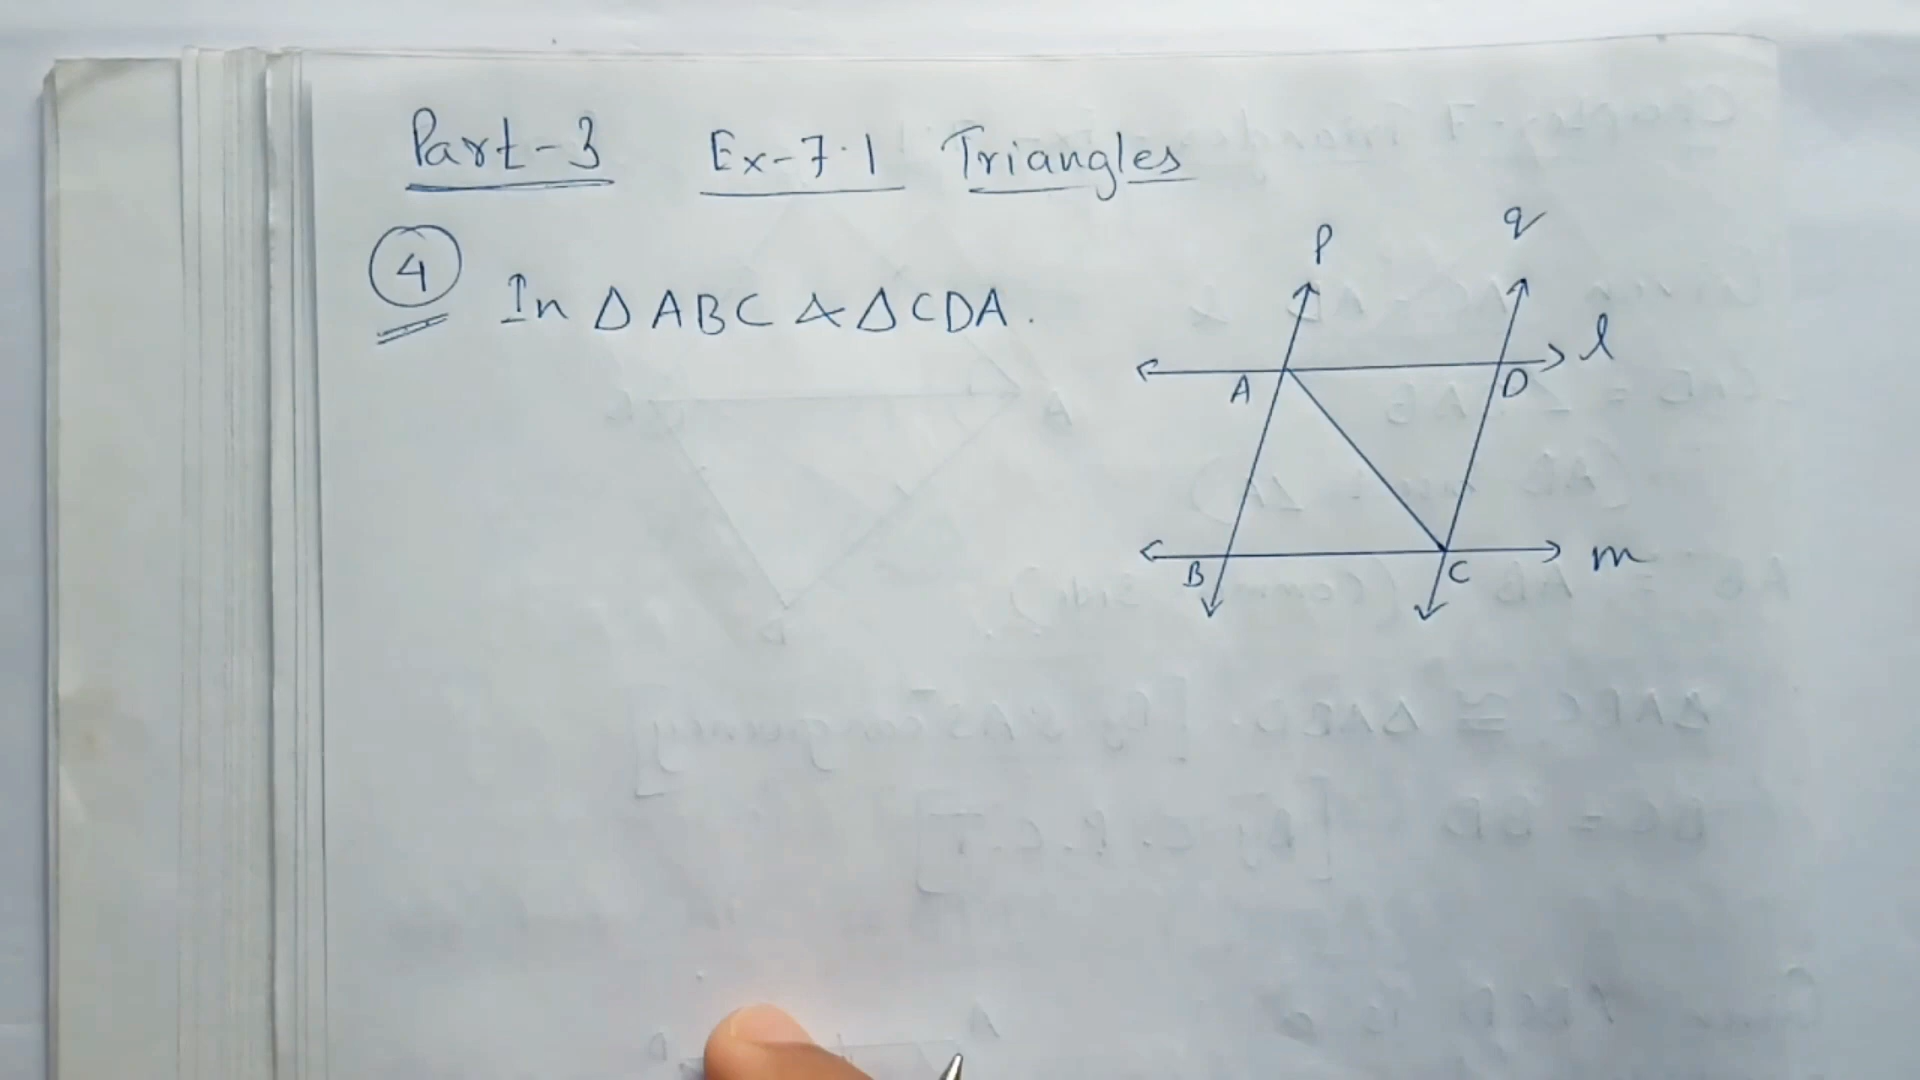 Part-3 Ex-7.1 Triangles
4 In Δ ABC & Δ CDA.
p q
l
A D
B C m